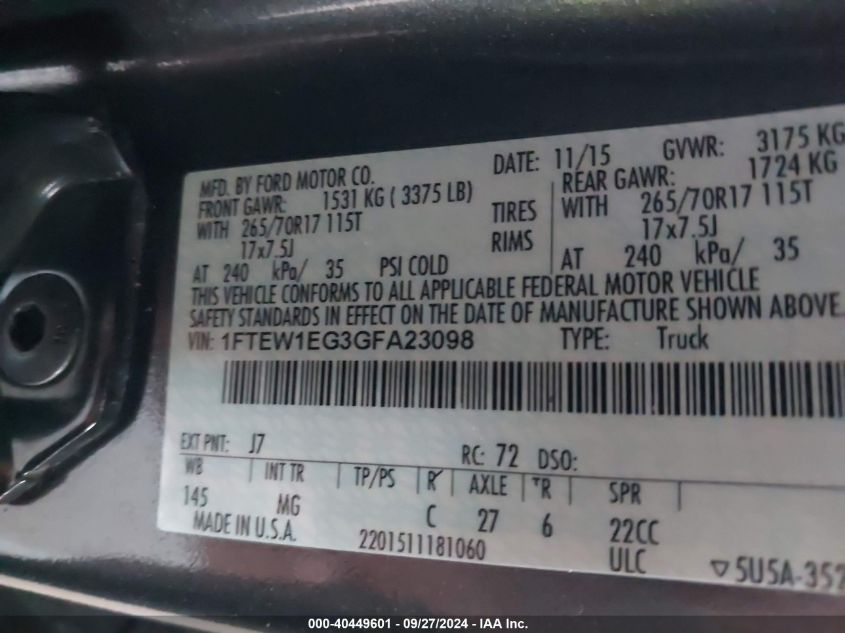 MFD. BY FORD MOTOR CO. DATE: 11/15 GVWR: 3175 KG
FRONT GAWR: 1531 KG ( 3375 LB) REAR GAWR: 1724 KG
WITH 265/70R17 115T TIRES WITH 265/70R17 115T
17x7.5J RIMS 17x7.5J
AT 240 kPa/ 35 PSI COLD AT 240 kPa/ 35
THIS VEHICLE CONFORMS TO ALL APPLICABLE FEDERAL MOTOR VEHICLE
SAFETY STANDARDS IN EFFECT ON THE DATE OF MANUFACTURE SHOWN ABOVE.
VIN: 1FTEW1EG3GFA23098 TYPE: Truck
EXT PNT: J7 RC: 72 DSO:
WB INT TR TP/PS R AXLE TR SPR
145 MG C 27 6 22CC
MADE IN U.S.A. 2201511181060 ULC ▽5U5A-352
000-40449601 - 09/27/2024 - IAA Inc.